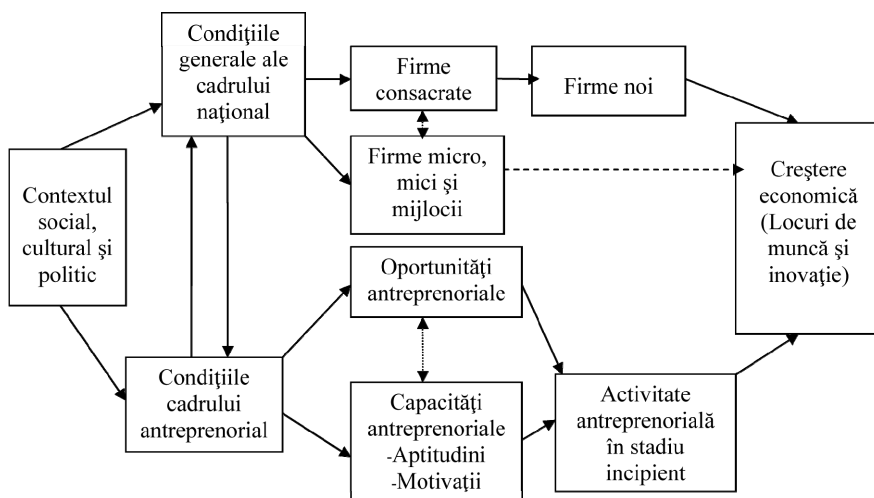 Condiţiile
generale ale
cadrului
naţional
Firme
consacrate
Firme noi
Firme micro,
mici şi
mijlocii
Contextul
social,
cultural şi
politic
Creştere
economică
(Locuri de
muncă şi
inovaţie)
Oportunităţi
antreprenoriale
Condiţiile
cadrului
antreprenorial
Capacităţi
antreprenoriale
-Aptitudini
-Motivaţii
Activitate
antreprenorială
în stadiu
incipient